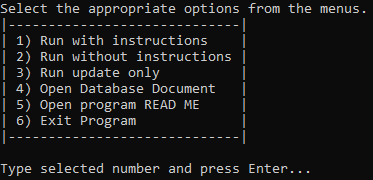 Select the appropriate options from the menus.
|-----------------------------|
| 1) Run with instructions    |
| 2) Run without instructions |
| 3) Run update only          |
| 4) Open Database Document   |
| 5) Open program READ ME     |
| 6) Exit Program             |
|-----------------------------|
Type selected number and press Enter...